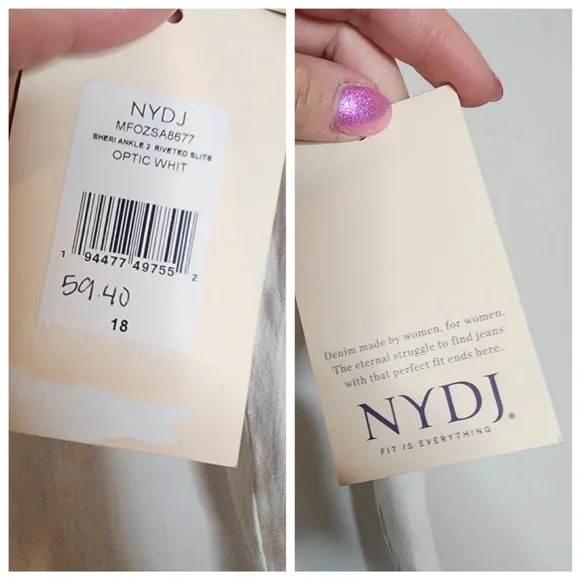 NYDJ
MFOZSA8677
SHERI ANKLE 2 RIVETED SLITS
OPTIC WHIT
1 94477 49755 2
59.40
18
Denim made by women, for women.
The eternal struggle to find jeans
with that perfect fit ends here.
NYDJ®
FIT IS EVERYTHING